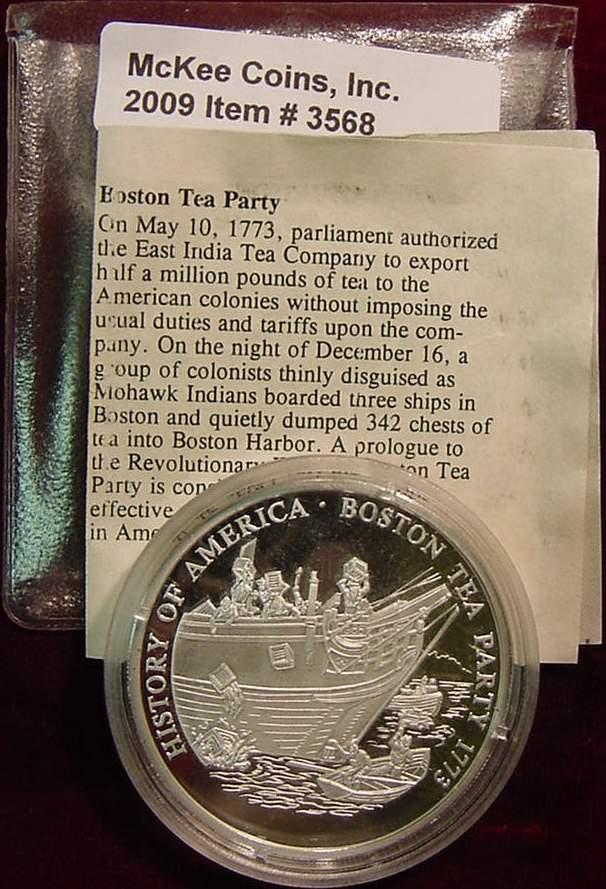 McKee Coins, Inc.
2009 Item # 3568
Boston Tea Party
On May 10, 1773, parliament authorized
the East India Tea Company to export
half a million pounds of tea to the
American colonies without imposing the
usual duties and tariffs upon the com-
pany. On the night of December 16, a
group of colonists thinly disguised as
Mohawk Indians boarded three ships in
Boston and quietly dumped 342 chests of
tea into Boston Harbor. A prologue to
the Revolutionary Tea
Party is
effective
in
HISTORY OF AMERICA · BOSTON TEA PARTY 1773